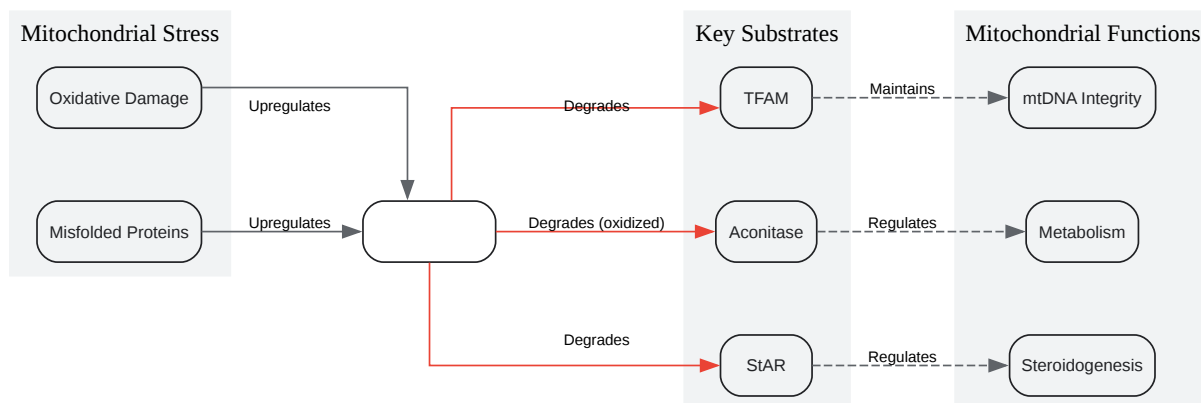 Mitochondrial Stress
Key Substrates
Mitochondrial Functions
Oxidative Damage
Upregulates
Degrades
TFAM
Maintains
mtDNA Integrity
Misfolded Proteins
Upregulates
Degrades (oxidized)
Aconitase
Regulates
Metabolism
Degrades
StAR
Regulates
Steroidogenesis